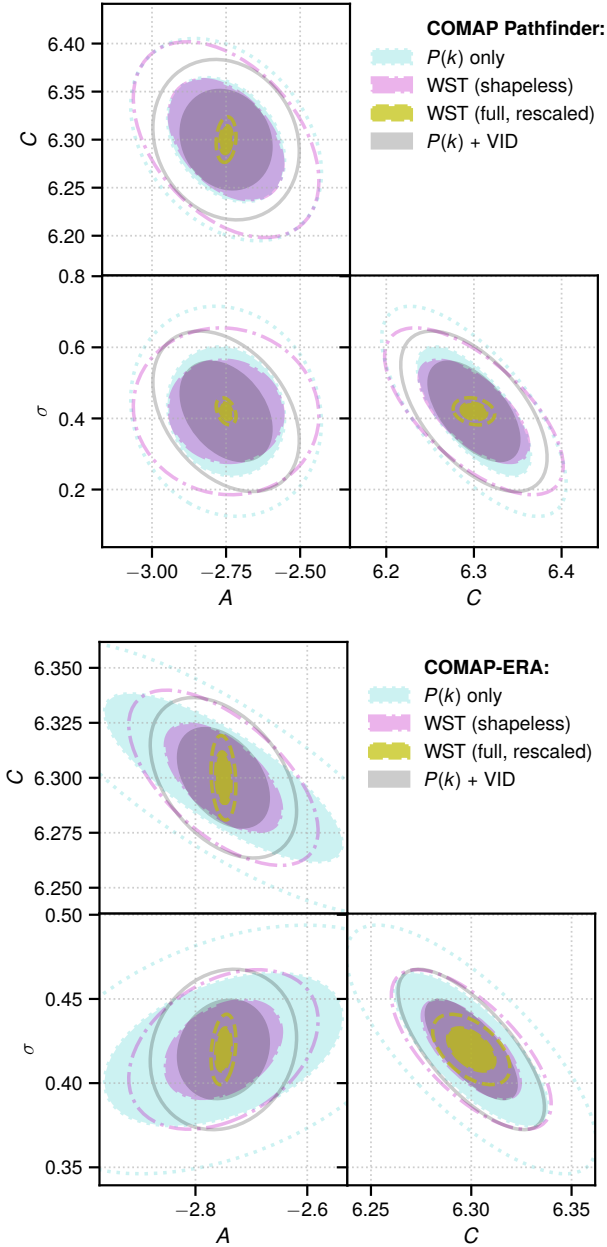 COMAP Pathfinder:
P(k) only
WST (shapeless)
WST (full, rescaled)
P(k) + VID
6.40
6.35
6.30
6.25
6.20
C
0.8
0.6
0.4
0.2
σ
−3.00 −2.75 −2.50
A
6.2 6.3 6.4
C
COMAP-ERA:
P(k) only
WST (shapeless)
WST (full, rescaled)
P(k) + VID
6.350
6.325
6.300
6.275
6.250
C
0.50
0.45
0.40
0.35
σ
−2.8 −2.6
A
6.25 6.30 6.35
C